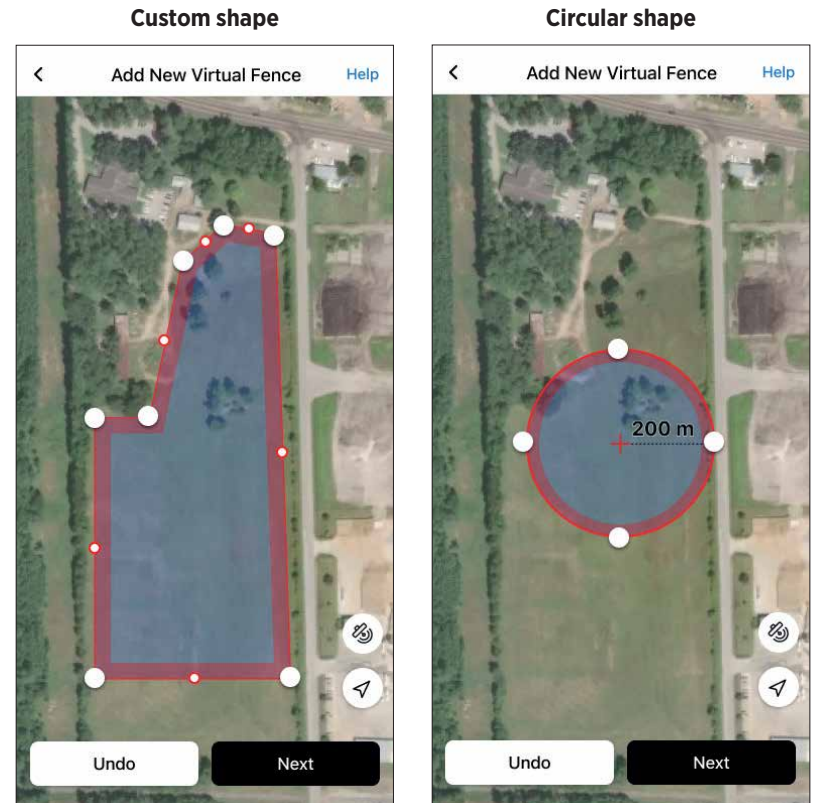 Custom shape
Add New Virtual Fence Help
Undo Next
Circular shape
Add New Virtual Fence Help
200 m
Undo Next